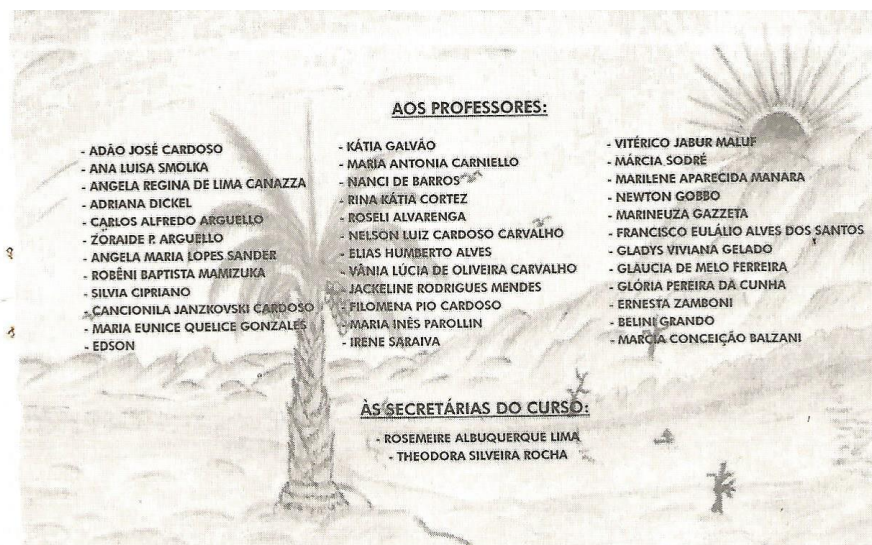 AOS PROFESSORES:
- ADÃO JOSÉ CARDOSO
- ANA LUISA SMOLKA
- ANGELA REGINA DE LIMA CANAZZA
- ADRIANA DICKEL
- CARLOS ALFREDO ARGUELLO
- ZORAIDE P. ARGUELLO
- ANGELA MARIA LOPES SANDER
- ROBÊNI BAPTISTA MAMIZUKA
- SILVIA CIPRIANO
- CANCIONILA JANZKOVSKI CARDOSO
- MARIA EUNICE QUELICE GONZALES
- EDSON
- KÁTIA GALVÃO
- MARIA ANTONIA CARNIELLO
- NANCI DE BARROS
- RINA KÁTIA CORTEZ
- ROSELI ALVARENGA
- NELSON LUIZ CARDOSO CARVALHO
- ELIAS HUMBERTO ALVES
- VÂNIA LÚCIA DE OLIVEIRA CARVALHO
- JACKELINE RODRIGUES MENDES
- FILOMENA PIO CARDOSO
- MARIA INÊS PAROLLIN
- IRENE SARAIVA
- VITÉRICO JABUR MALUF
- MÁRCIA SODRÉ
- MARILENE APARECIDA MANARA
- NEWTON GOBBO
- MARINEUZA GAZZETA
- FRANCISCO EULÁLIO ALVES DOS SANTOS
- GLADYS VIVIANA GELADO
- GLAUCIA DE MELO FERREIRA
- GLÓRIA PEREIRA DA CUNHA
- ERNESTA ZAMBONI
- BELINI GRANDO
- MARCIA CONCEIÇÃO BALZANI
ÀS SECRETÁRIAS DO CURSO:
- ROSEMEIRE ALBUQUERQUE LIMA
- THEODORA SILVEIRA ROCHA